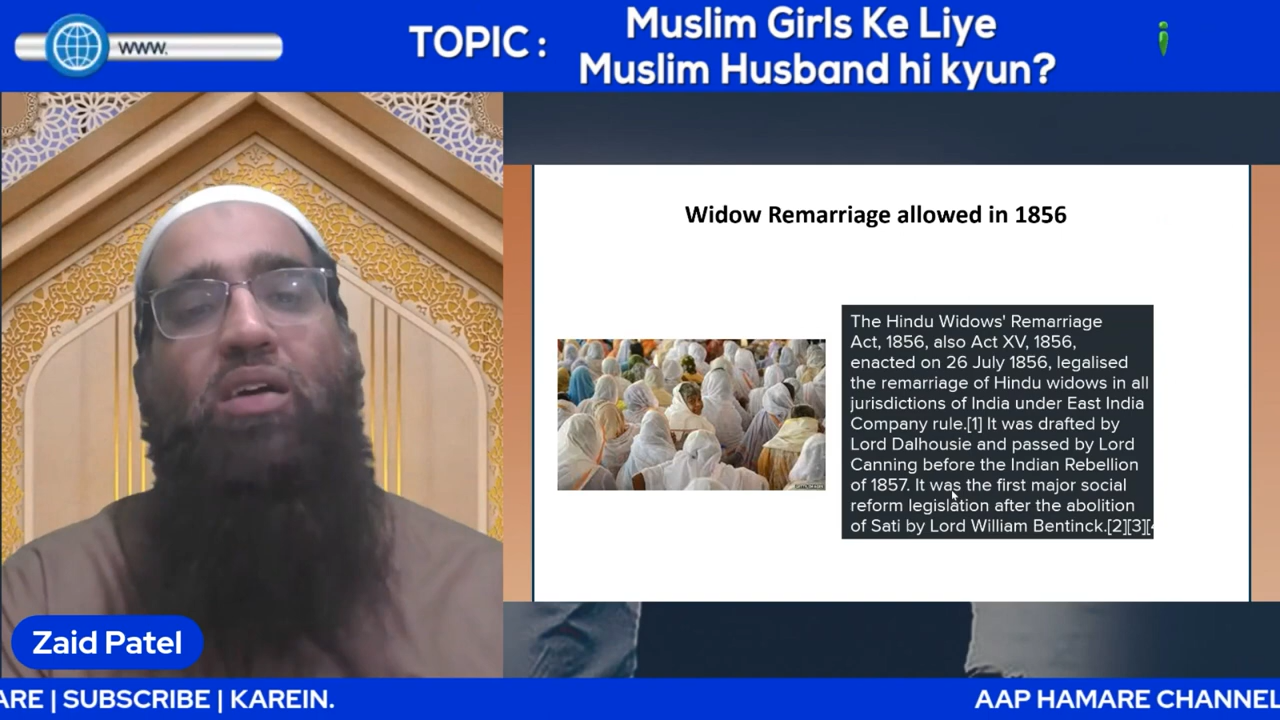 WWW.
TOPIC :
Muslim Girls Ke Liye
Muslim Husband hi kyun?
Widow Remarriage allowed in 1856
The Hindu Widows' Remarriage
Act, 1856, also Act XV, 1856,
enacted on 26 July 1856, legalised
the remarriage of Hindu widows in all
jurisdictions of India under East India
Company rule.[1] It was drafted by
Lord Dalhousie and passed by Lord
Canning before the Indian Rebellion
of 1857. It was the first major social
reform legislation after the abolition
of Sati by Lord William Bentinck.[2][3][
Zaid Patel
ARE | SUBSCRIBE | KAREIN.
AAP HAMARE CHANNEL